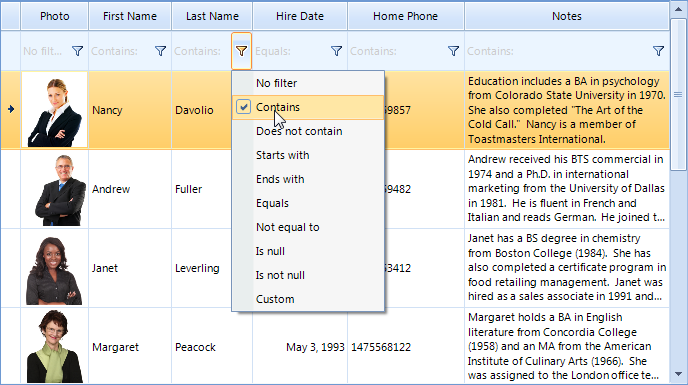 Photo First Name Last Name Hire Date Home Phone Notes
No filt... Contains: Contains: Equals: Contains:
No filter
Contains
Does not contain
Starts with
Ends with
Equals
Not equal to
Is null
Is not null
Custom
Nancy Davolio 9857
Education includes a BA in psychology
from Colorado State University in 1970.
She also completed "The Art of the
Cold Call." Nancy is a member of
Toastmasters International.
Andrew Fuller 9482
Andrew received his BTS commercial in
1974 and a Ph.D. in international
marketing from the University of Dallas
in 1981. He is fluent in French and
Italian and reads German. He joined t...
Janet Leverling 3412
Janet has a BS degree in chemistry
from Boston College (1984). She has
also completed a certificate program in
food retailing management. Janet was
hired as a sales associate in 1991 and...
Margaret Peacock May 3, 1993 1475568122
Margaret holds a BA in English
literature from Concordia College
(1958) and an MA from the American
Institute of Culinary Arts (1966). She
was assigned to the London office te...